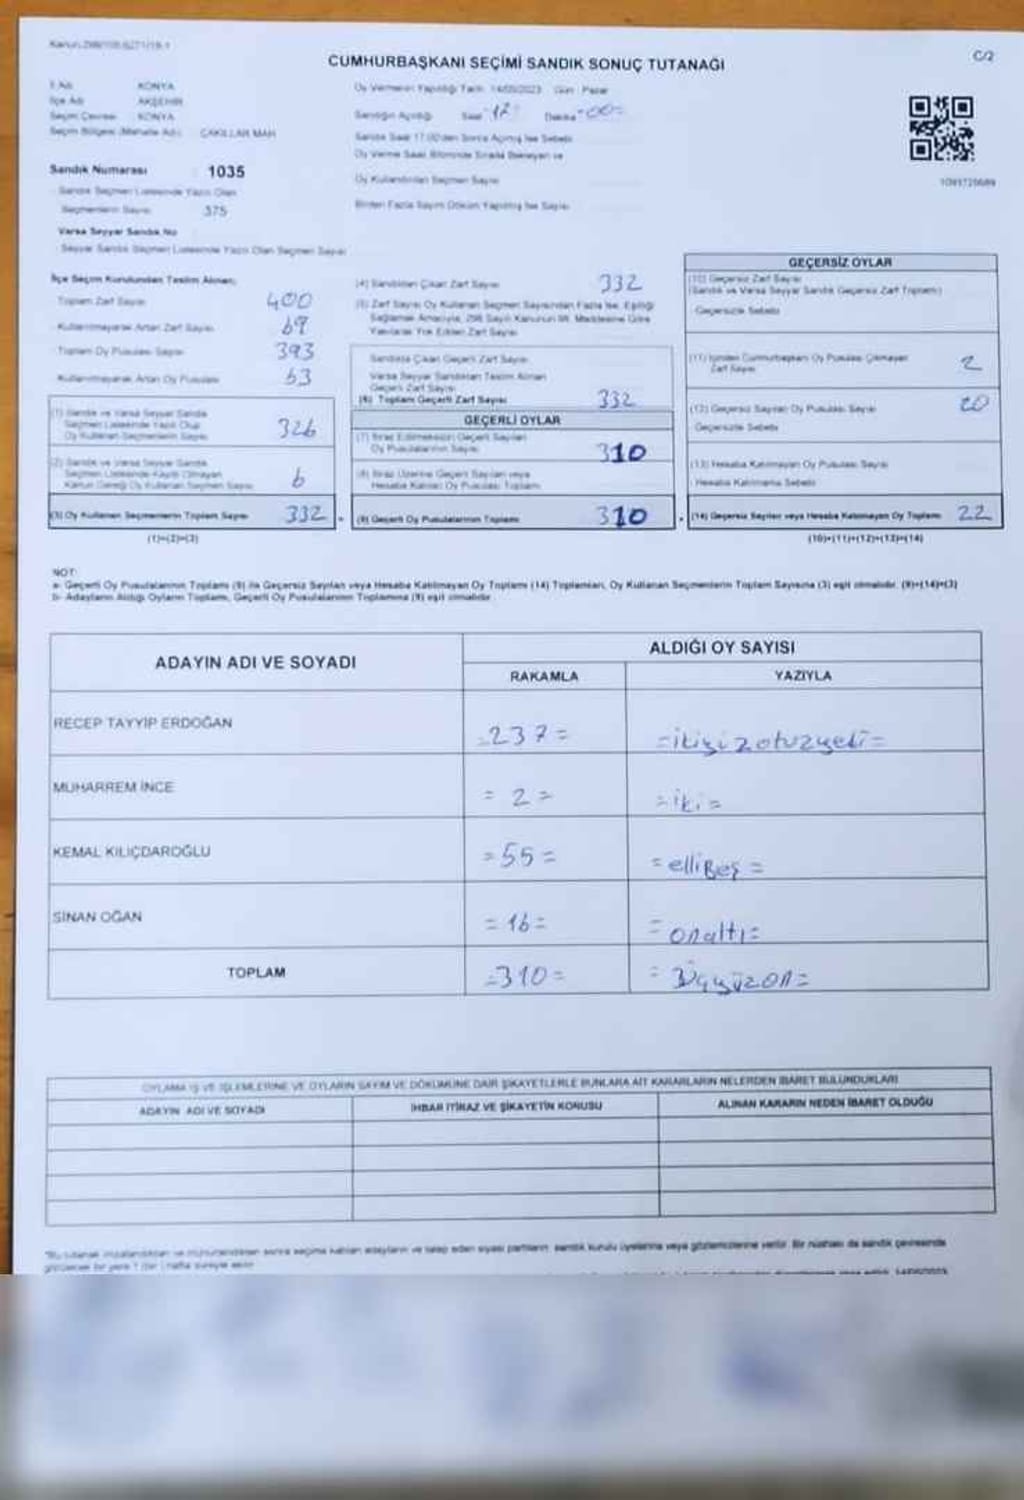 Kanun:298/105,6271/19-1
C/2
CUMHURBAŞKANI SEÇİMİ SANDIK SONUÇ TUTANAĞI
İl Adı KONYA
İlçe Adı AKŞEHİR
Seçim Çevresi KONYA
Seçim Bölgesi (Mahalle Adı) ÇAKILLAR MAH
Sandık Numarası 1035
Sandık Seçmen Listesinde Yazılı Olan
Seçmenlerin Sayısı 375
Varsa Seyyar Sandık No
Seyyar Sandık Seçmen Listesinde Yazılı Olan Seçmen Sayısı
Oy Vermenin Yapıldığı Tarih 14/05/2023 Gün Pazar
Sandığın Açıldığı Saat 17 Dakika -00=
Sandık Saat 17.00'den Sonra Açılmış İse Sebebi
Oy Verme Saati Bitiminde Sırada Bekleyen ve
Oy Kullandırılan Seçmen Sayısı
Birden Fazla Sayım Döküm Yapılmış İse Sayısı
İlçe Seçim Kurulundan Teslim Alınan;
Toplam Zarf Sayısı 400
Kullanılmayarak Artan Zarf Sayısı 69
Toplam Oy Pusulası Sayısı 393
Kullanılmayarak Artan Oy Pusulası 63
(1) Sandık ve Varsa Seyyar Sandık
Seçmen Listesinde Yazılı Olup
Oy Kullanan Seçmenlerin Sayısı 326
(2) Sandık ve Varsa Seyyar Sandık
Seçmen Listesinde Kayıtlı Olmayan
Kanun Gereği Oy Kullanan Seçmen Sayısı 6
(3) Oy Kullanan Seçmenlerin Toplam Sayısı 332
(1)+(2)=(3)
(4) Sandıktan Çıkan Zarf Sayısı 332
(5) Zarf Sayısı Oy Kullanan Seçmen Sayısından Fazla İse, Eşitliği
Sağlamak Amacıyla, 298 Sayılı Kanunun 98. Maddesine Göre
Yakılarak Yok Edilen Zarf Sayısı
Sandıkta Çıkan Geçerli Zarf Sayısı
Varsa Seyyar Sandıktan Teslim Alınan
Geçerli Zarf Sayısı
(6) Toplam Geçerli Zarf Sayısı 332
GEÇERLİ OYLAR
(7) İtiraz Edilmeksizin Geçerli Sayılan
Oy Pusulalarının Sayısı 310
(8) İtiraz Üzerine Geçerli Sayılan veya
Hesaba Katılan Oy Pusulası Toplamı
(9) Geçerli Oy Pusulalarının Toplamı 310
GEÇERSİZ OYLAR
(10) Geçersiz Zarf Sayısı
(Sandık ve Varsa Seyyar Sandık Geçersiz Zarf Toplamı)
Geçersizlik Sebebi
(11) İçinden Cumhurbaşkanı Oy Pusulası Çıkmayan
Zarf Sayısı 2
(12) Geçersiz Sayılan Oy Pusulası Sayısı 20
Geçersizlik Sebebi
(13) Hesaba Katılmayan Oy Pusulası Sayısı
Hesaba Katılmama Sebebi
(14) Geçersiz Sayılan veya Hesaba Katılmayan Oy Toplamı 22
(10)+(11)+(12)+(13)=(14)
NOT:
a- Geçerli Oy Pusulalarının Toplamı (9) ile Geçersiz Sayılan veya Hesaba Katılmayan Oy Toplamı (14) Toplamları, Oy Kullanan Seçmenlerin Toplam Sayısına (3) eşit olmalıdır. (9)+(14)=(3)
b- Adayların Aldığı Oyların Toplamı, Geçerli Oy Pusulalarının Toplamına (9) eşit olmalıdır.
ADAYIN ADI VE SOYADI
ALDIĞI OY SAYISI
RAKAMLA YAZIYLA
RECEP TAYYİP ERDOĞAN =237= =ikiyüzotuzyedi=
MUHARREM İNCE =2= =iki=
KEMAL KILIÇDAROĞLU =55= =ellibeş=
SİNAN OĞAN =16= =onaltı=
TOPLAM =310= =üçyüzon=
OYLAMA İŞ VE İŞLEMLERİNE VE OYLARIN SAYIM VE DÖKÜMÜNE DAİR ŞİKAYETLERLE BUNLARA AİT KARARLARIN NELERDEN İBARET BULUNDUKLARI
ADAYIN ADI VE SOYADI İHBAR İTİRAZ VE ŞİKAYETİN KONUSU ALINAN KARARIN NEDEN İBARET OLDUĞU
*Bu tutanak imzalandıktan ve mühürlendikten sonra seçime katılan adayların ve talep eden siyasi partilerin sandık kurulu üyelerine veya gözlemcilerine verilir. Bir nüshası da sandık çevresinde